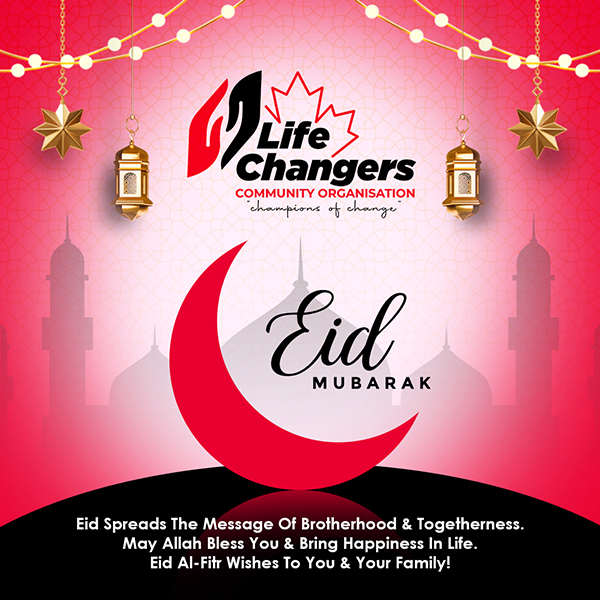 Life
Changers
COMMUNITY ORGANISATION
"champions of change"
Eid
MUBARAK
Eid Spreads The Message Of Brotherhood & Togetherness.
May Allah Bless You & Bring Happiness In Life.
Eid Al-Fitr Wishes To You & Your Family!